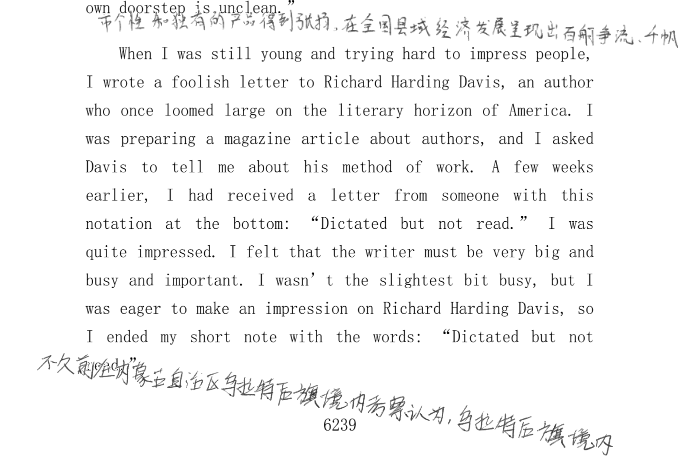 own doorstep is unclean.”
市个性和独有的产品得到张扬,在全国县域经济发展呈现出百舸争流、千帆
When I was still young and trying hard to impress people,
I wrote a foolish letter to Richard Harding Davis, an author
who once loomed large on the literary horizon of America. I
was preparing a magazine article about authors, and I asked
Davis to tell me about his method of work. A few weeks
earlier, I had received a letter from someone with this
notation at the bottom: “Dictated but not read.” I was
quite impressed. I felt that the writer must be very big and
busy and important. I wasn’t the slightest bit busy, but I
was eager to make an impression on Richard Harding Davis, so
I ended my short note with the words: “Dictated but not
read.”
不久前在内蒙古自治区乌拉特后旗境内考察认为,乌拉特后旗境内
6239